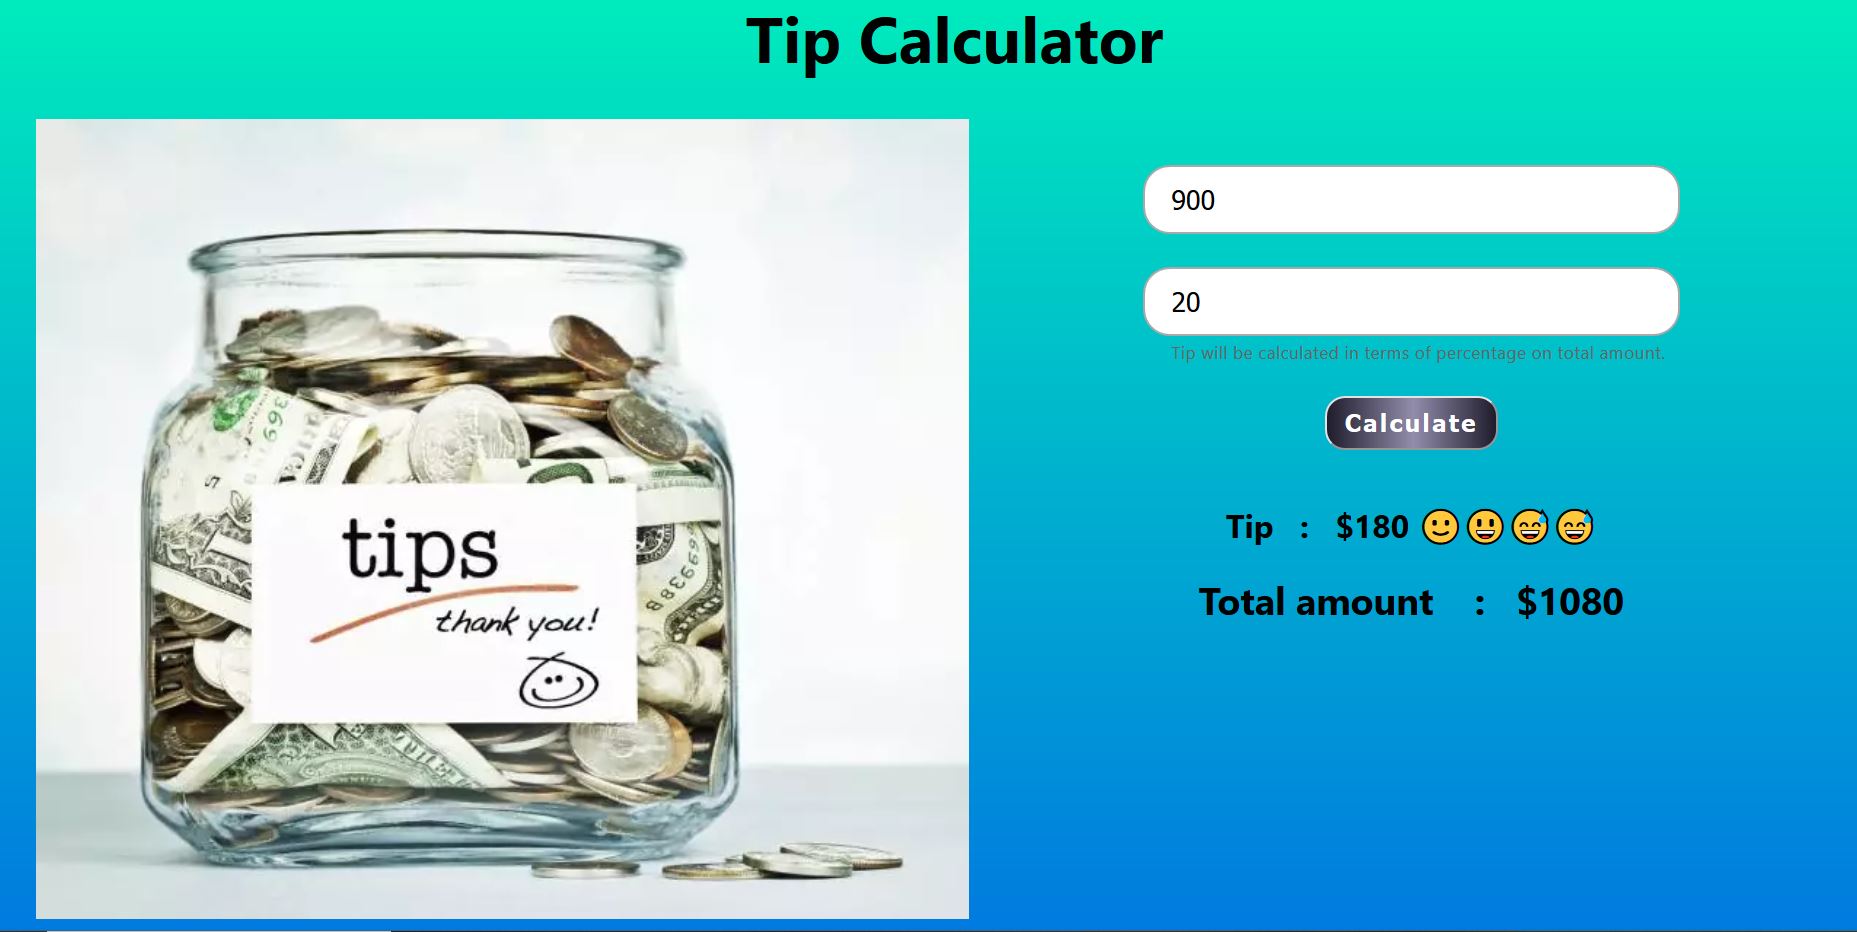 Tip Calculator
900
20
Tip will be calculated in terms of percentage on total amount.
Calculate
Tip : $180 🙂😃😅😅
Total amount : $1080
tips
thank you!